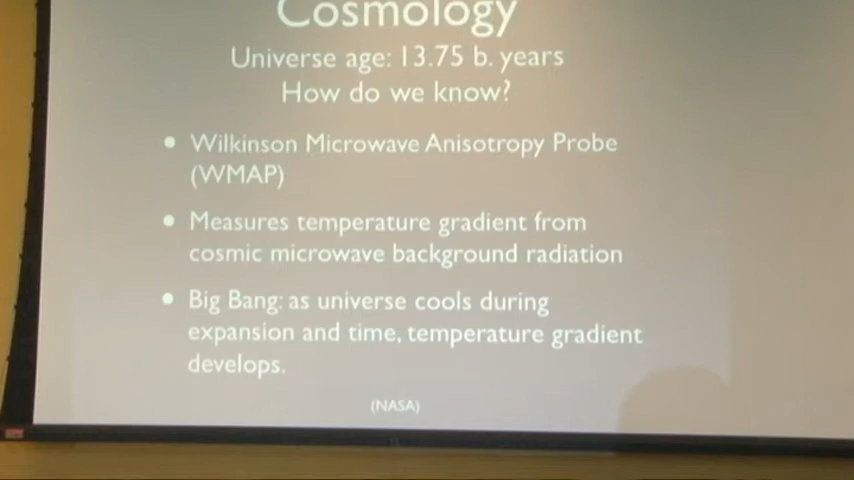 Cosmology
Universe age: 13.75 b. years
How do we know?
• Wilkinson Microwave Anisotropy Probe
(WMAP)
• Measures temperature gradient from
cosmic microwave background radiation
• Big Bang: as universe cools during
expansion and time, temperature gradient
develops.
(NASA)